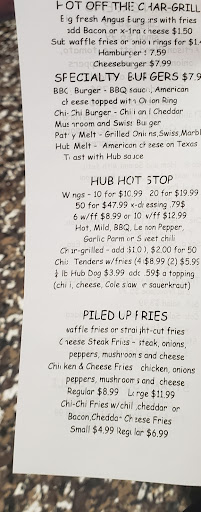 HOT OFF THE CHAR-GRILL
Big fresh Angus Burgers with fries
add Bacon or x-tra cheese $1.50
Sub waffle fries or onion rings for $1.
Hamburger $7.59
Cheeseburger $7.99
SPECIALTY BURGERS $7.9
BBQ Burger - BBQ sauce, American
cheese topped with Onion Ring
Chi-Chi Burger - Chili and Cheddar
Mushroom and Swiss Burger
Patty Melt - Grilled Onions, Swiss, Marbl
Hub Melt - American cheese on Texas
Toast with Hub sauce
HUB HOT STOP
Wings - 10 for $10.99 20 for $19.99
50 for 47.99 x-dressing .79$
6 w/ff $8.99 or 10 w/ff $12.99
Hot, Mild, BBQ, Lemon Pepper,
Garlic Parm or Sweet chili
Char-grilled - add $1.00, $2.00 for 50
Chix Tenders w/fries (4) $8.99 (2) $5.99
¼ lb Hub Dog $3.99 add .59$ a topping
(chili, cheese, Cole slaw or sauerkraut)
PILED UP FRIES
waffle fries or straight-cut fries
Cheese Steak Fries - steak, onions,
peppers, mushrooms and cheese
Chicken & Cheese Fries chicken, onions
peppers, mushrooms and cheese
Regular $8.99 Large $11.99
Chi-Chi Fries w/chili, cheddar or
Bacon, Cheddar Cheese Fries
Small $4.99 Regular $6.99